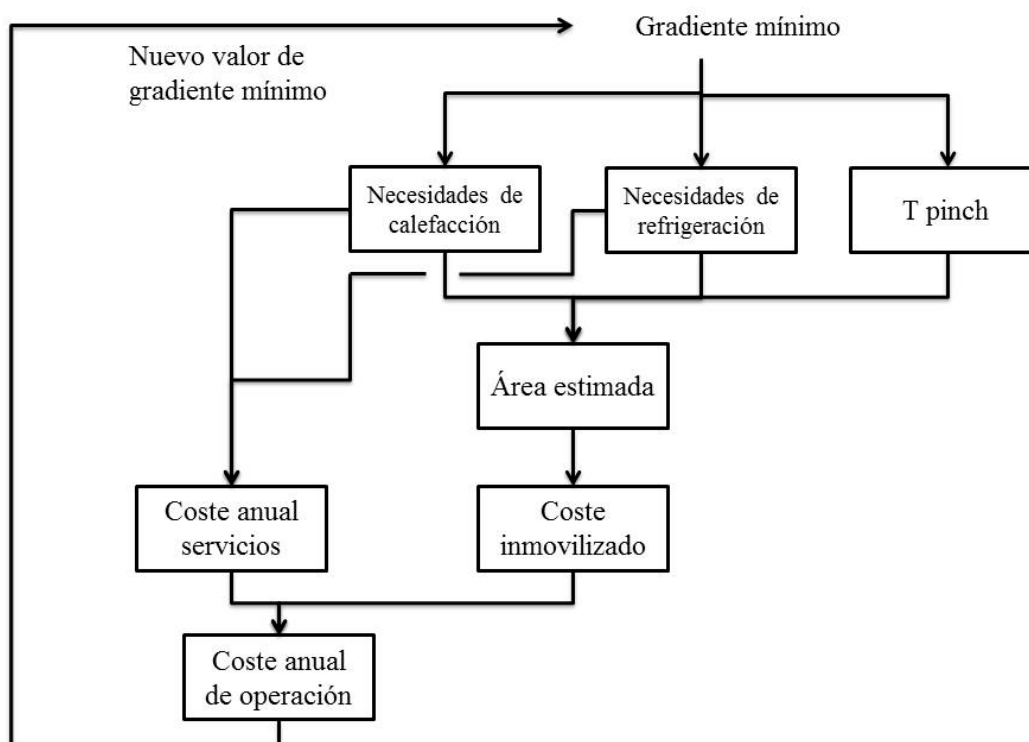 Gradiente mínimo
Nuevo valor de
gradiente mínimo
Necesidades de
calefacción
Necesidades de
refrigeración
T pinch
Área estimada
Coste anual
servicios
Coste
inmovilizado
Coste anual
de operación